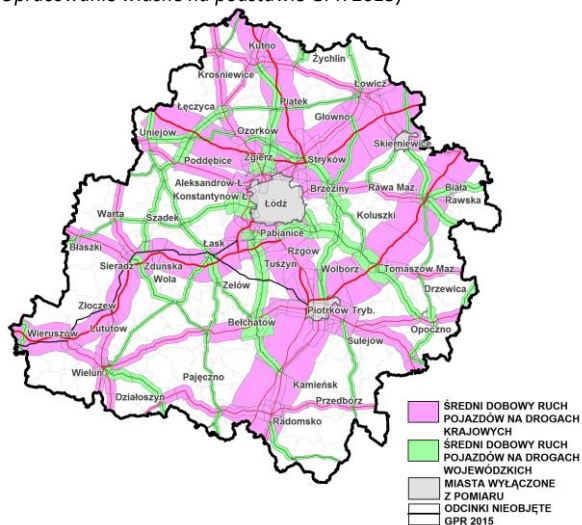 Opracowanie własne na podstawie GPR 2015)
Kutno
Żychlin
Krośniewice
Łowicz
Łęczyca
Piątek
Głowno
Uniejów
Ozorków
Skierniewice
Poddębice
Zgierz
Stryków
Aleksandrów Ł.
Brzeziny
Rawa Maz.
Biała
Rawska
Konstantynów Ł.
Łódź
Warta
Szadek
Koluszki
Pabianice
Błaszki
Łask
Rzgów
Sieradz
Zduńska
Wola
Tuszyn
Wolbórz
Tomaszów Maz.
Drzewica
Zelów
Złoczew
Piotrków Tryb.
Wieruszów
Lututów
Bełchatów
Sulejów
Opoczno
Wieluń
Pajęczno
Kamieńsk
Działoszyn
Przedbórz
Radomsko
ŚREDNI DOBOWY RUCH
POJAZDÓW NA DROGACH
KRAJOWYCH
ŚREDNI DOBOWY RUCH
POJAZDÓW NA DROGACH
WOJEWÓDZKICH
MIASTA WYŁĄCZONE
Z POMIARU
ODCINKI NIEOBJĘTE
GPR 2015